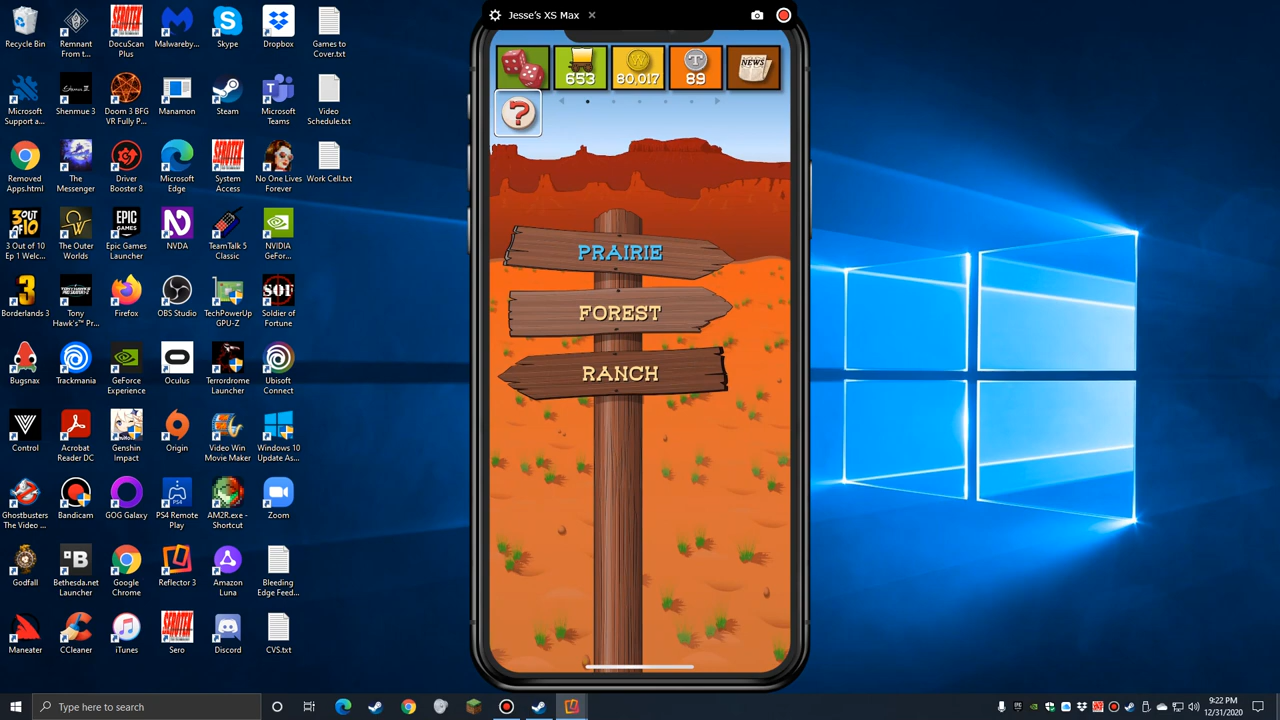 Jesse's XS Max
653
80,017
89
NEWS
?
PRAIRIE
FOREST
RANCH
Recycle Bin
Remnant From t...
DocuScan Plus
Malwareby...
Skype
Dropbox
Games to Cover.txt
Microsoft Support a...
Shenmue 3
Doom 3 BFG VR Fully P...
Manamon
Steam
Microsoft Teams
Video Schedule.txt
Removed Apps.html
The Messenger
Driver Booster 8
Microsoft Edge
System Access
No One Lives Forever
Work Cell.txt
3 Out of 10 Ep 1 Welc...
The Outer Worlds
Epic Games Launcher
NVDA
TeamTalk 5 Classic
NVIDIA GeFor...
Borderlands 3
Tony Hawk's™ Pr...
Firefox
OBS Studio
TechPowerUp GPU-Z
Soldier of Fortune
Bugsnax
Trackmania
GeForce Experience
Oculus
Terrordrome Launcher
Ubisoft Connect
Control
Acrobat Reader DC
Genshin Impact
Origin
Video Win Movie Maker
Windows 10 Update As...
Ghostbusters The Video ...
Bandicam
GOG Galaxy
PS4 Remote Play
AM2R.exe - Shortcut
Zoom
Godfall
Bethesda.net Launcher
Google Chrome
Reflector 3
Amazon Luna
Bleeding Edge Feed...
Maneater
CCleaner
iTunes
Sero
Discord
CVS.txt
Type here to search
9:22 PM
12/31/2020